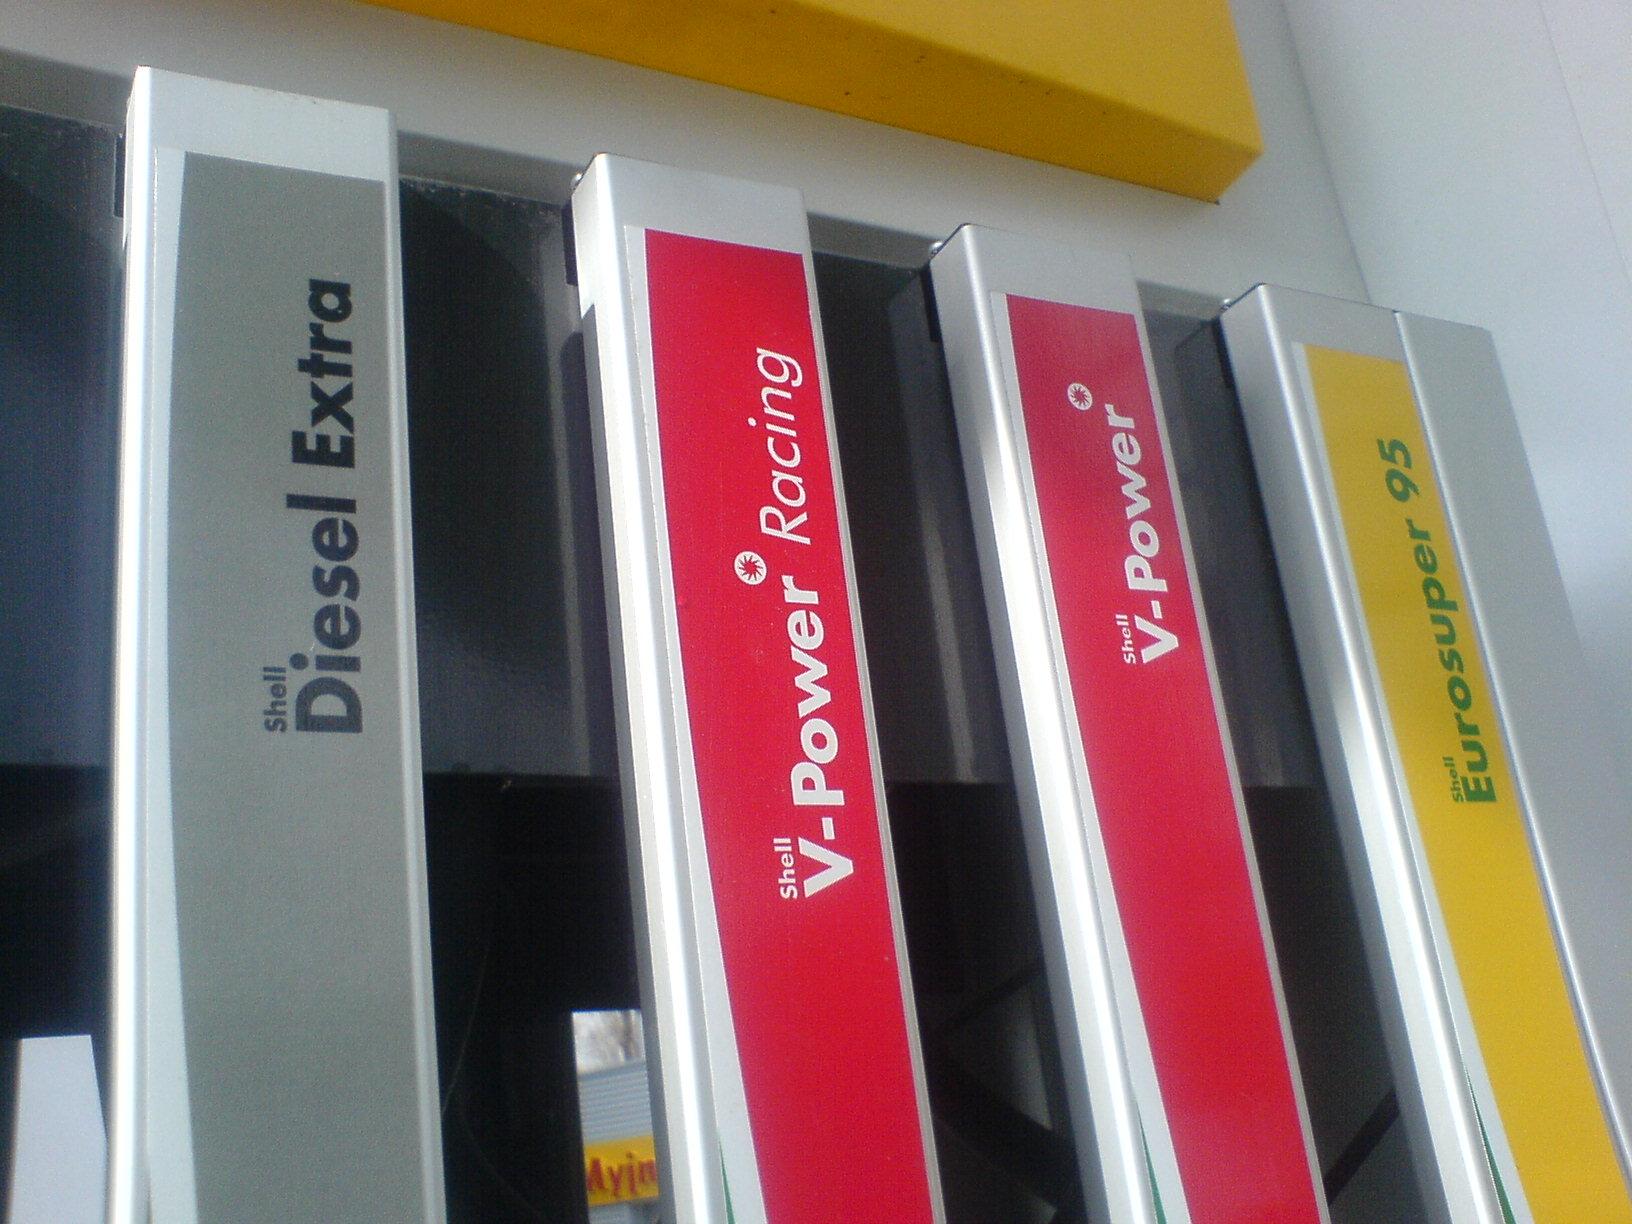 Shell
Diesel Extra
Shell
V-Power Racing
Shell
V-Power
Shell
Eurosuper 95